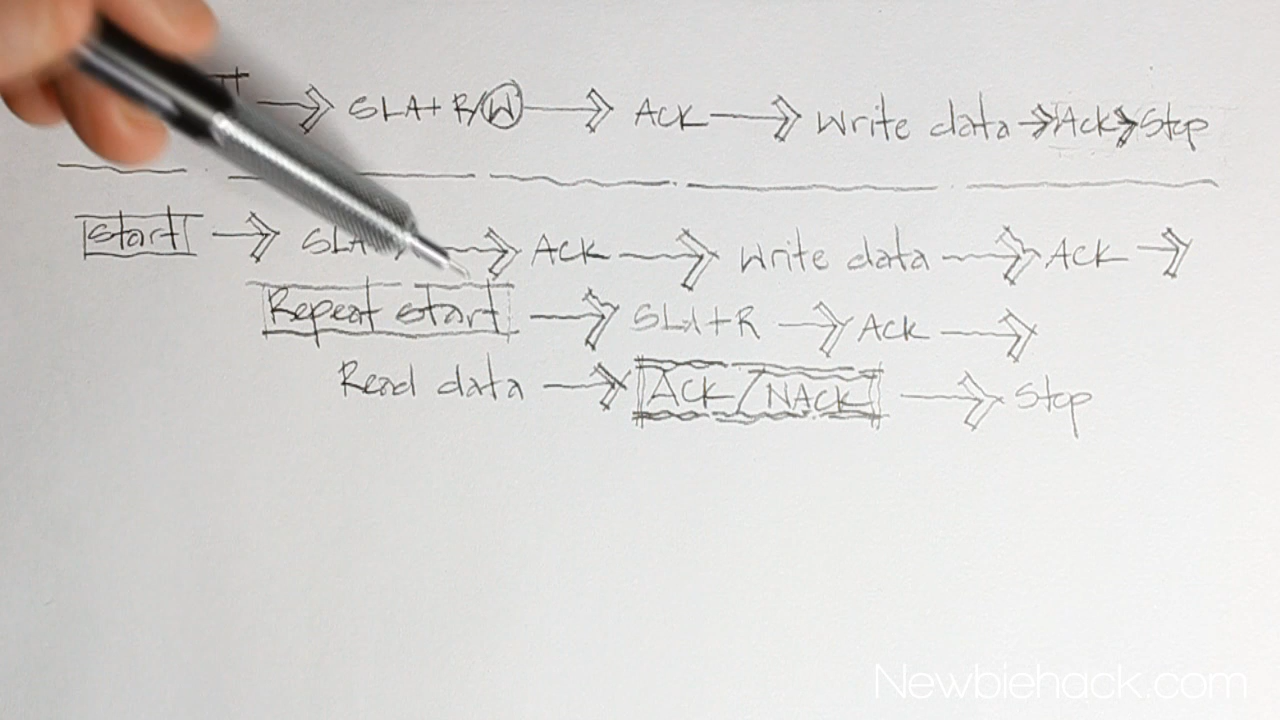 → SLA+ R/W → ACK → Write data → Ack → Stop
start → SLA → ACK → Write data → ACK →
Repeat start → SLA+R → ACK →
Read data → ACK/NACK → Stop
Newbiehack.com